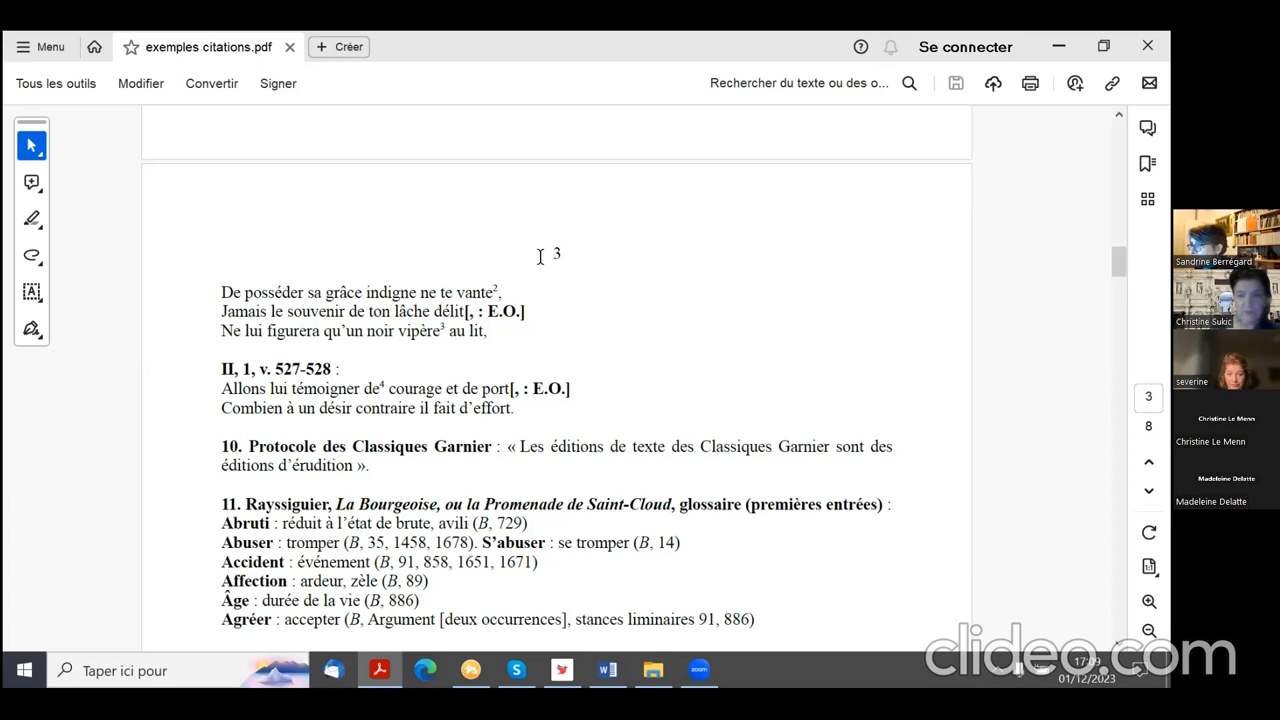 Menu
exemples citations.pdf
Créer
Se connecter
Tous les outils
Modifier
Convertir
Signer
Rechercher du texte ou des o...
3
De posséder sa grâce indigne ne te vante²,
Jamais le souvenir de ton lâche délit[, : E.O.]
Ne lui figurera qu'un noir vipère³ au lit,
II, 1, v. 527-528 :
Allons lui témoigner de⁴ courage et de port[, : E.O.]
Combien à un désir contraire il fait d'effort.
10. Protocole des Classiques Garnier : « Les éditions de texte des Classiques Garnier sont des
éditions d'érudition ».
11. Rayssiguier, La Bourgeoise, ou la Promenade de Saint-Cloud, glossaire (premières entrées) :
Abruti : réduit à l'état de brute, avili (B, 729)
Abuser : tromper (B, 35, 1458, 1678). S'abuser : se tromper (B, 14)
Accident : événement (B, 91, 858, 1651, 1671)
Affection : ardeur, zèle (B, 89)
Âge : durée de la vie (B, 886)
Agréer : accepter (B, Argument [deux occurrences], stances liminaires 91, 886)
3
8
Sandrine Berrégard
Christine Sukic
severine
Christine Le Menn
Christine Le Menn
Madeleine Delatte
Madeleine Delatte
Taper ici pour
17:09
01/12/2023
clideo.com